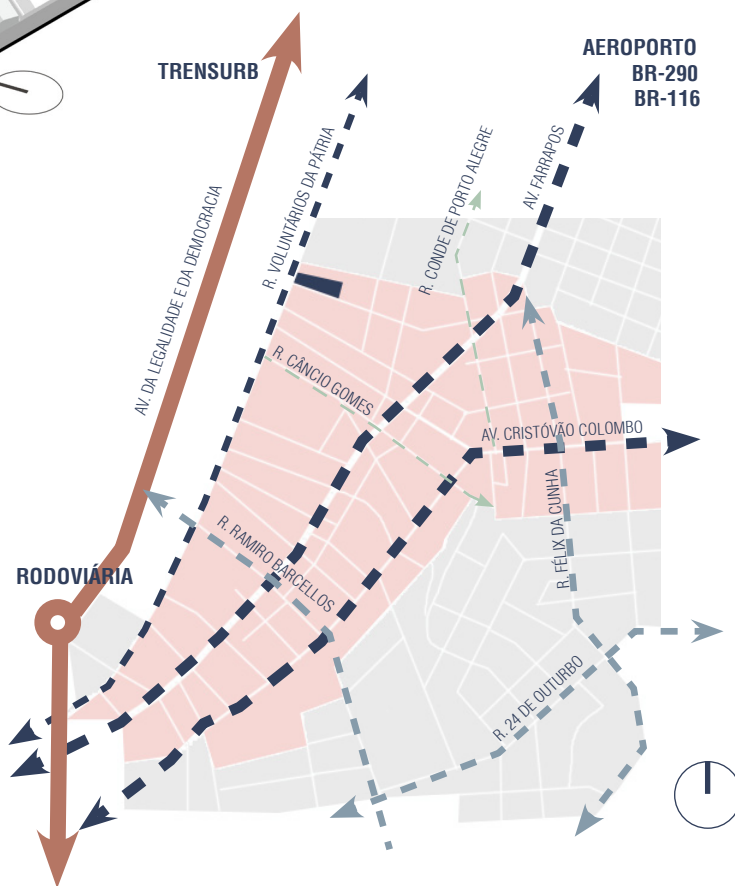 AEROPORTO
BR-290
BR-116
TRENSURB
R. VOLUNTÁRIOS DA PÁTRIA
R. CONDE DE PORTO ALEGRE
AV. FARRAPOS
AV. DA LEGALIDADE E DA DEMOCRACIA
R. CÂNCIO GOMES
AV. CRISTÓVÃO COLOMBO
R. FÉLIX DA CUNHA
R. RAMIRO BARCELLOS
RODOVIÁRIA
R. 24 DE OUTURBO